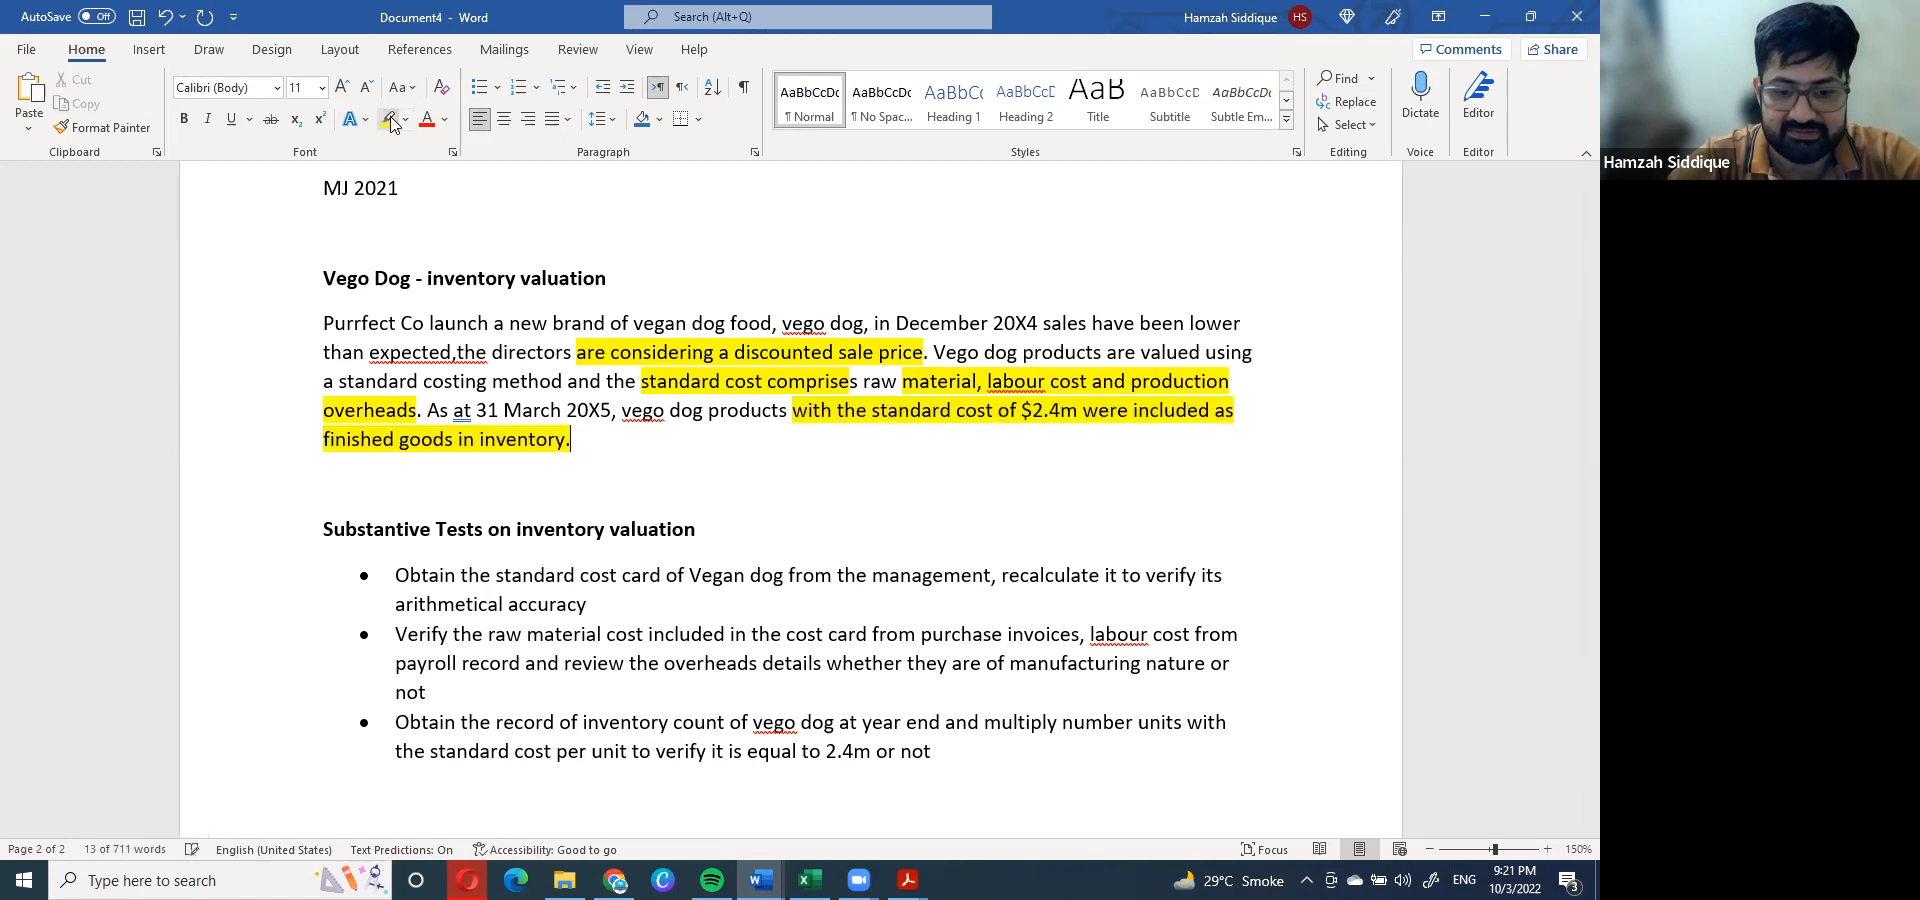 AutoSave Off Document4 - Word Search (Alt+Q) Hamzah Siddique HS
File Home Insert Draw Design Layout References Mailings Review View Help Comments Share
Paste Cut Copy Format Painter
Calibri (Body) 11 Aa
B I U ab x₂ x² A A
AaBbCcDc AaBbCcDc AaBbCc AaBbCcD AaB AaBbCcD AaBbCcDc
¶ Normal ¶ No Spac... Heading 1 Heading 2 Title Subtitle Subtle Em...
Find
Replace
Select
Dictate Editor
Clipboard Font Paragraph Styles Editing Voice Editor
Hamzah Siddique
MJ 2021
Vego Dog - inventory valuation
Purrfect Co launch a new brand of vegan dog food, vego dog, in December 20X4 sales have been lower
than expected,the directors are considering a discounted sale price. Vego dog products are valued using
a standard costing method and the standard cost comprises raw material, labour cost and production
overheads. As at 31 March 20X5, vego dog products with the standard cost of $2.4m were included as
finished goods in inventory.
Substantive Tests on inventory valuation
• Obtain the standard cost card of Vegan dog from the management, recalculate it to verify its
arithmetical accuracy
• Verify the raw material cost included in the cost card from purchase invoices, labour cost from
payroll record and review the overheads details whether they are of manufacturing nature or
not
• Obtain the record of inventory count of vego dog at year end and multiply number units with
the standard cost per unit to verify it is equal to 2.4m or not
Page 2 of 2 13 of 711 words English (United States) Text Predictions: On Accessibility: Good to go Focus 150%
Type here to search 29°C Smoke ENG 9:21 PM
10/3/2022 3